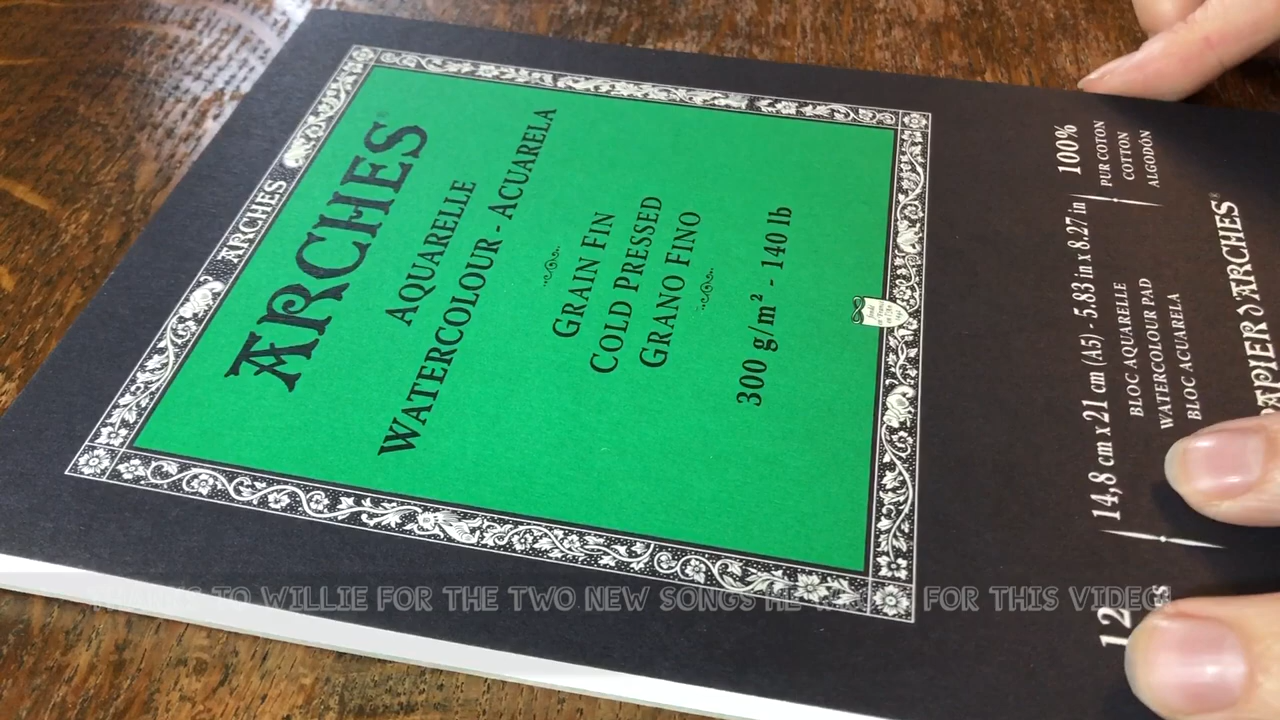 ARCHES
ARCHES®
AQUARELLE
WATERCOLOUR - ACUARELA
GRAIN FIN
COLD PRESSED
GRANO FINO
300 g/m² - 140 lb
14,8 cm x 21 cm (A5) - 5.83 in x 8.27 in
BLOC AQUARELLE
WATERCOLOUR PAD
BLOC ACUARELA
100%
PUR COTON
COTTON
ALGODÓN
12
PAPIER D'ARCHES®
THANKS TO WILLIE FOR THE TWO NEW SONGS HE FOR THIS VIDEO